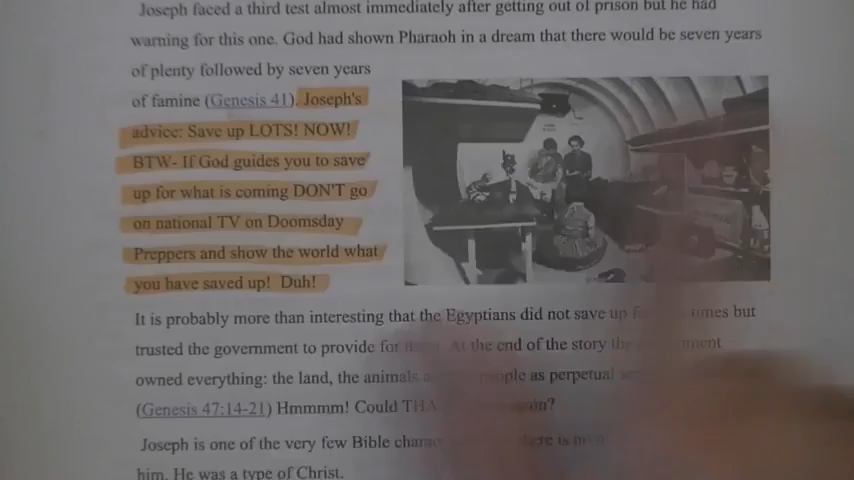 Joseph faced a third test almost immediately after getting out of prison but he had
warning for this one. God had shown Pharaoh in a dream that there would be seven years
of plenty followed by seven years
of famine (Genesis 41). Joseph's
advice: Save up LOTS! NOW!
BTW- If God guides you to save
up for what is coming DON'T go
on national TV on Doomsday
Preppers and show the world what
you have saved up! Duh!
It is probably more than interesting that the Egyptians did not save up times but
trusted the government to provide for At the end of the story the
owned everything: the land, the animals people as perpetual
(Genesis 47:14-21) Hmmmm! Could
Joseph is one of the very few Bible there is
him. He was a type of Christ.